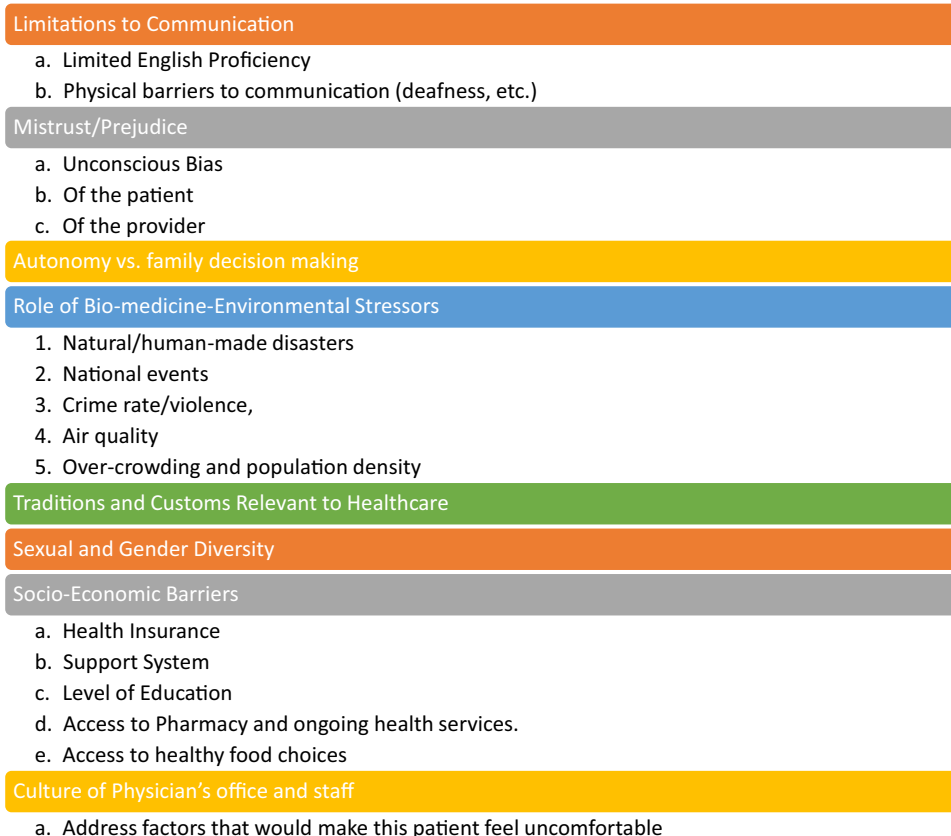 Limitations to Communication
a. Limited English Proficiency
b. Physical barriers to communication (deafness, etc.)
Mistrust/Prejudice
a. Unconscious Bias
b. Of the patient
c. Of the provider
Autonomy vs. family decision making
Role of Bio-medicine-Environmental Stressors
1. Natural/human-made disasters
2. National events
3. Crime rate/violence,
4. Air quality
5. Over-crowding and population density
Traditions and Customs Relevant to Healthcare
Sexual and Gender Diversity
Socio-Economic Barriers
a. Health Insurance
b. Support System
c. Level of Education
d. Access to Pharmacy and ongoing health services.
e. Access to healthy food choices
Culture of Physician's office and staff
a. Address factors that would make this patient feel uncomfortable